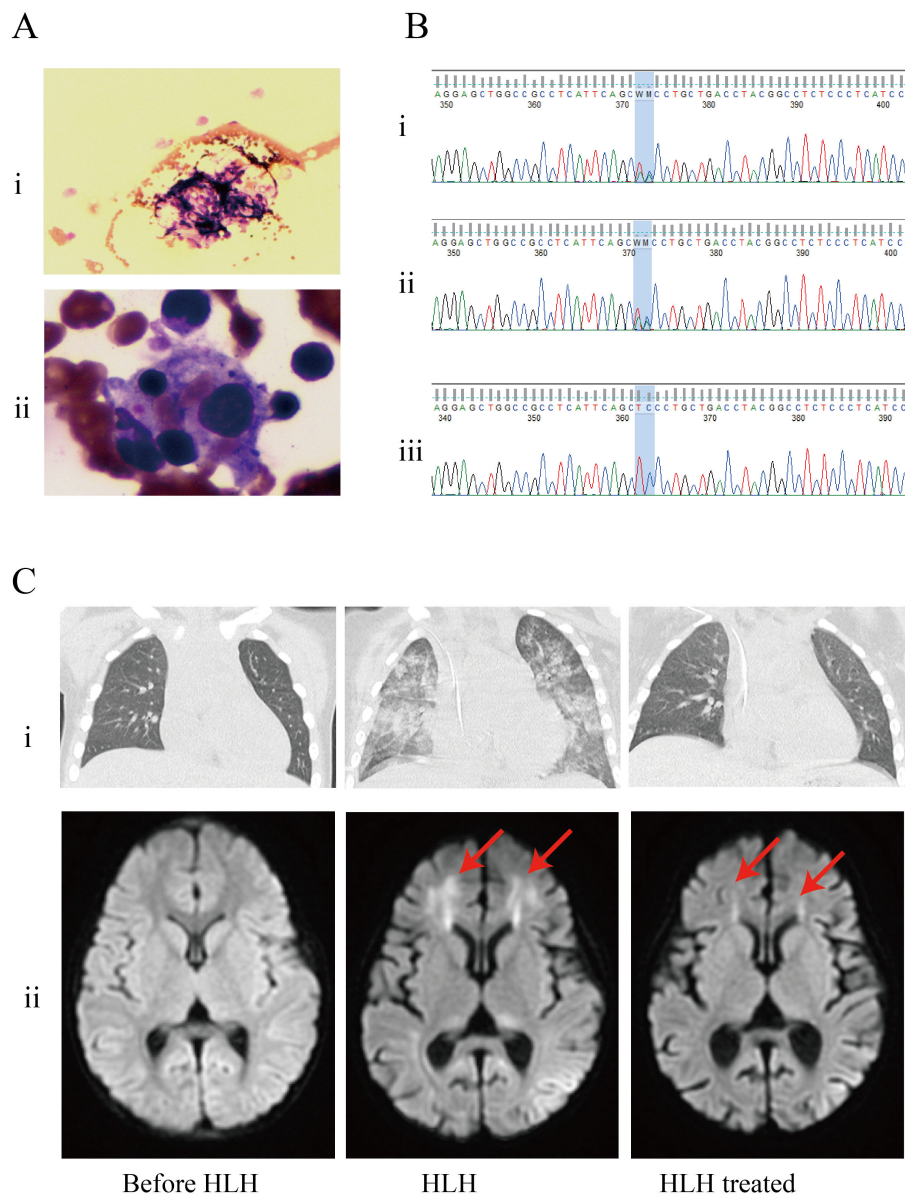 A
B
i
AGGAGCTGGCCGCCTCATTCAGCWMCCTGCTGACCTACGGCCTCTCCCTCATCC
350 360 370 380 390 400
i
ii
AGGAGCTGGCCGCCTCATTCAGCWMCCTGCTGACCTACGGCCTCTCCCTCATCC
350 360 370 380 390 400
ii
iii
AGGAGCTGGCCGCCTCATTCAGCTCCCTGCTGACCTACGGCCTCTCCCTCATCC
340 350 360 370 380 390
C
i
ii
Before HLH
HLH
HLH treated